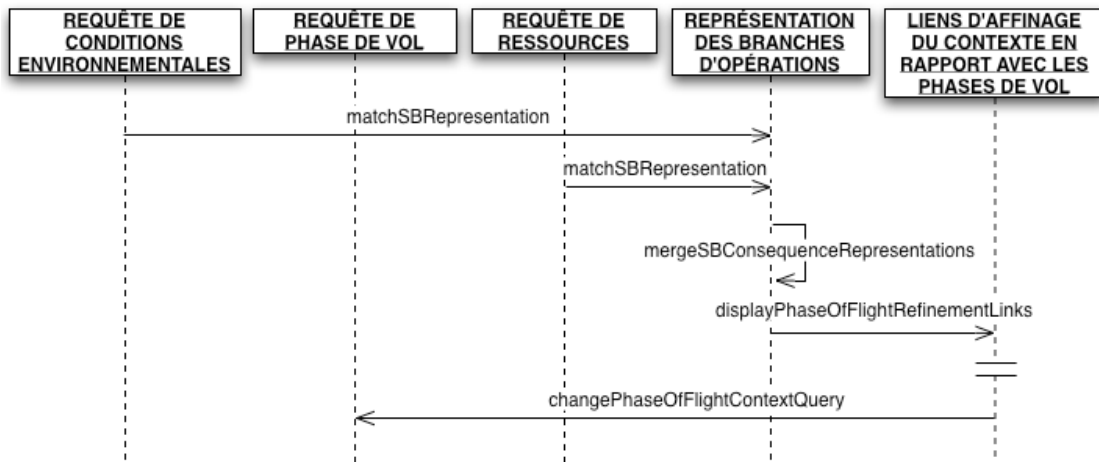 REQUÊTE DE
CONDITIONS
ENVIRONNEMENTALES
REQUÊTE DE
PHASE DE VOL
REQUÊTE DE
RESSOURCES
REPRÉSENTATION
DES BRANCHES
D'OPÉRATIONS
LIENS D'AFFINAGE
DU CONTEXTE EN
RAPPORT AVEC LES
PHASES DE VOL
matchSBRepresentation
matchSBRepresentation
mergeSBConsequenceRepresentations
displayPhaseOfFlightRefinementLinks
changePhaseOfFlightContextQuery